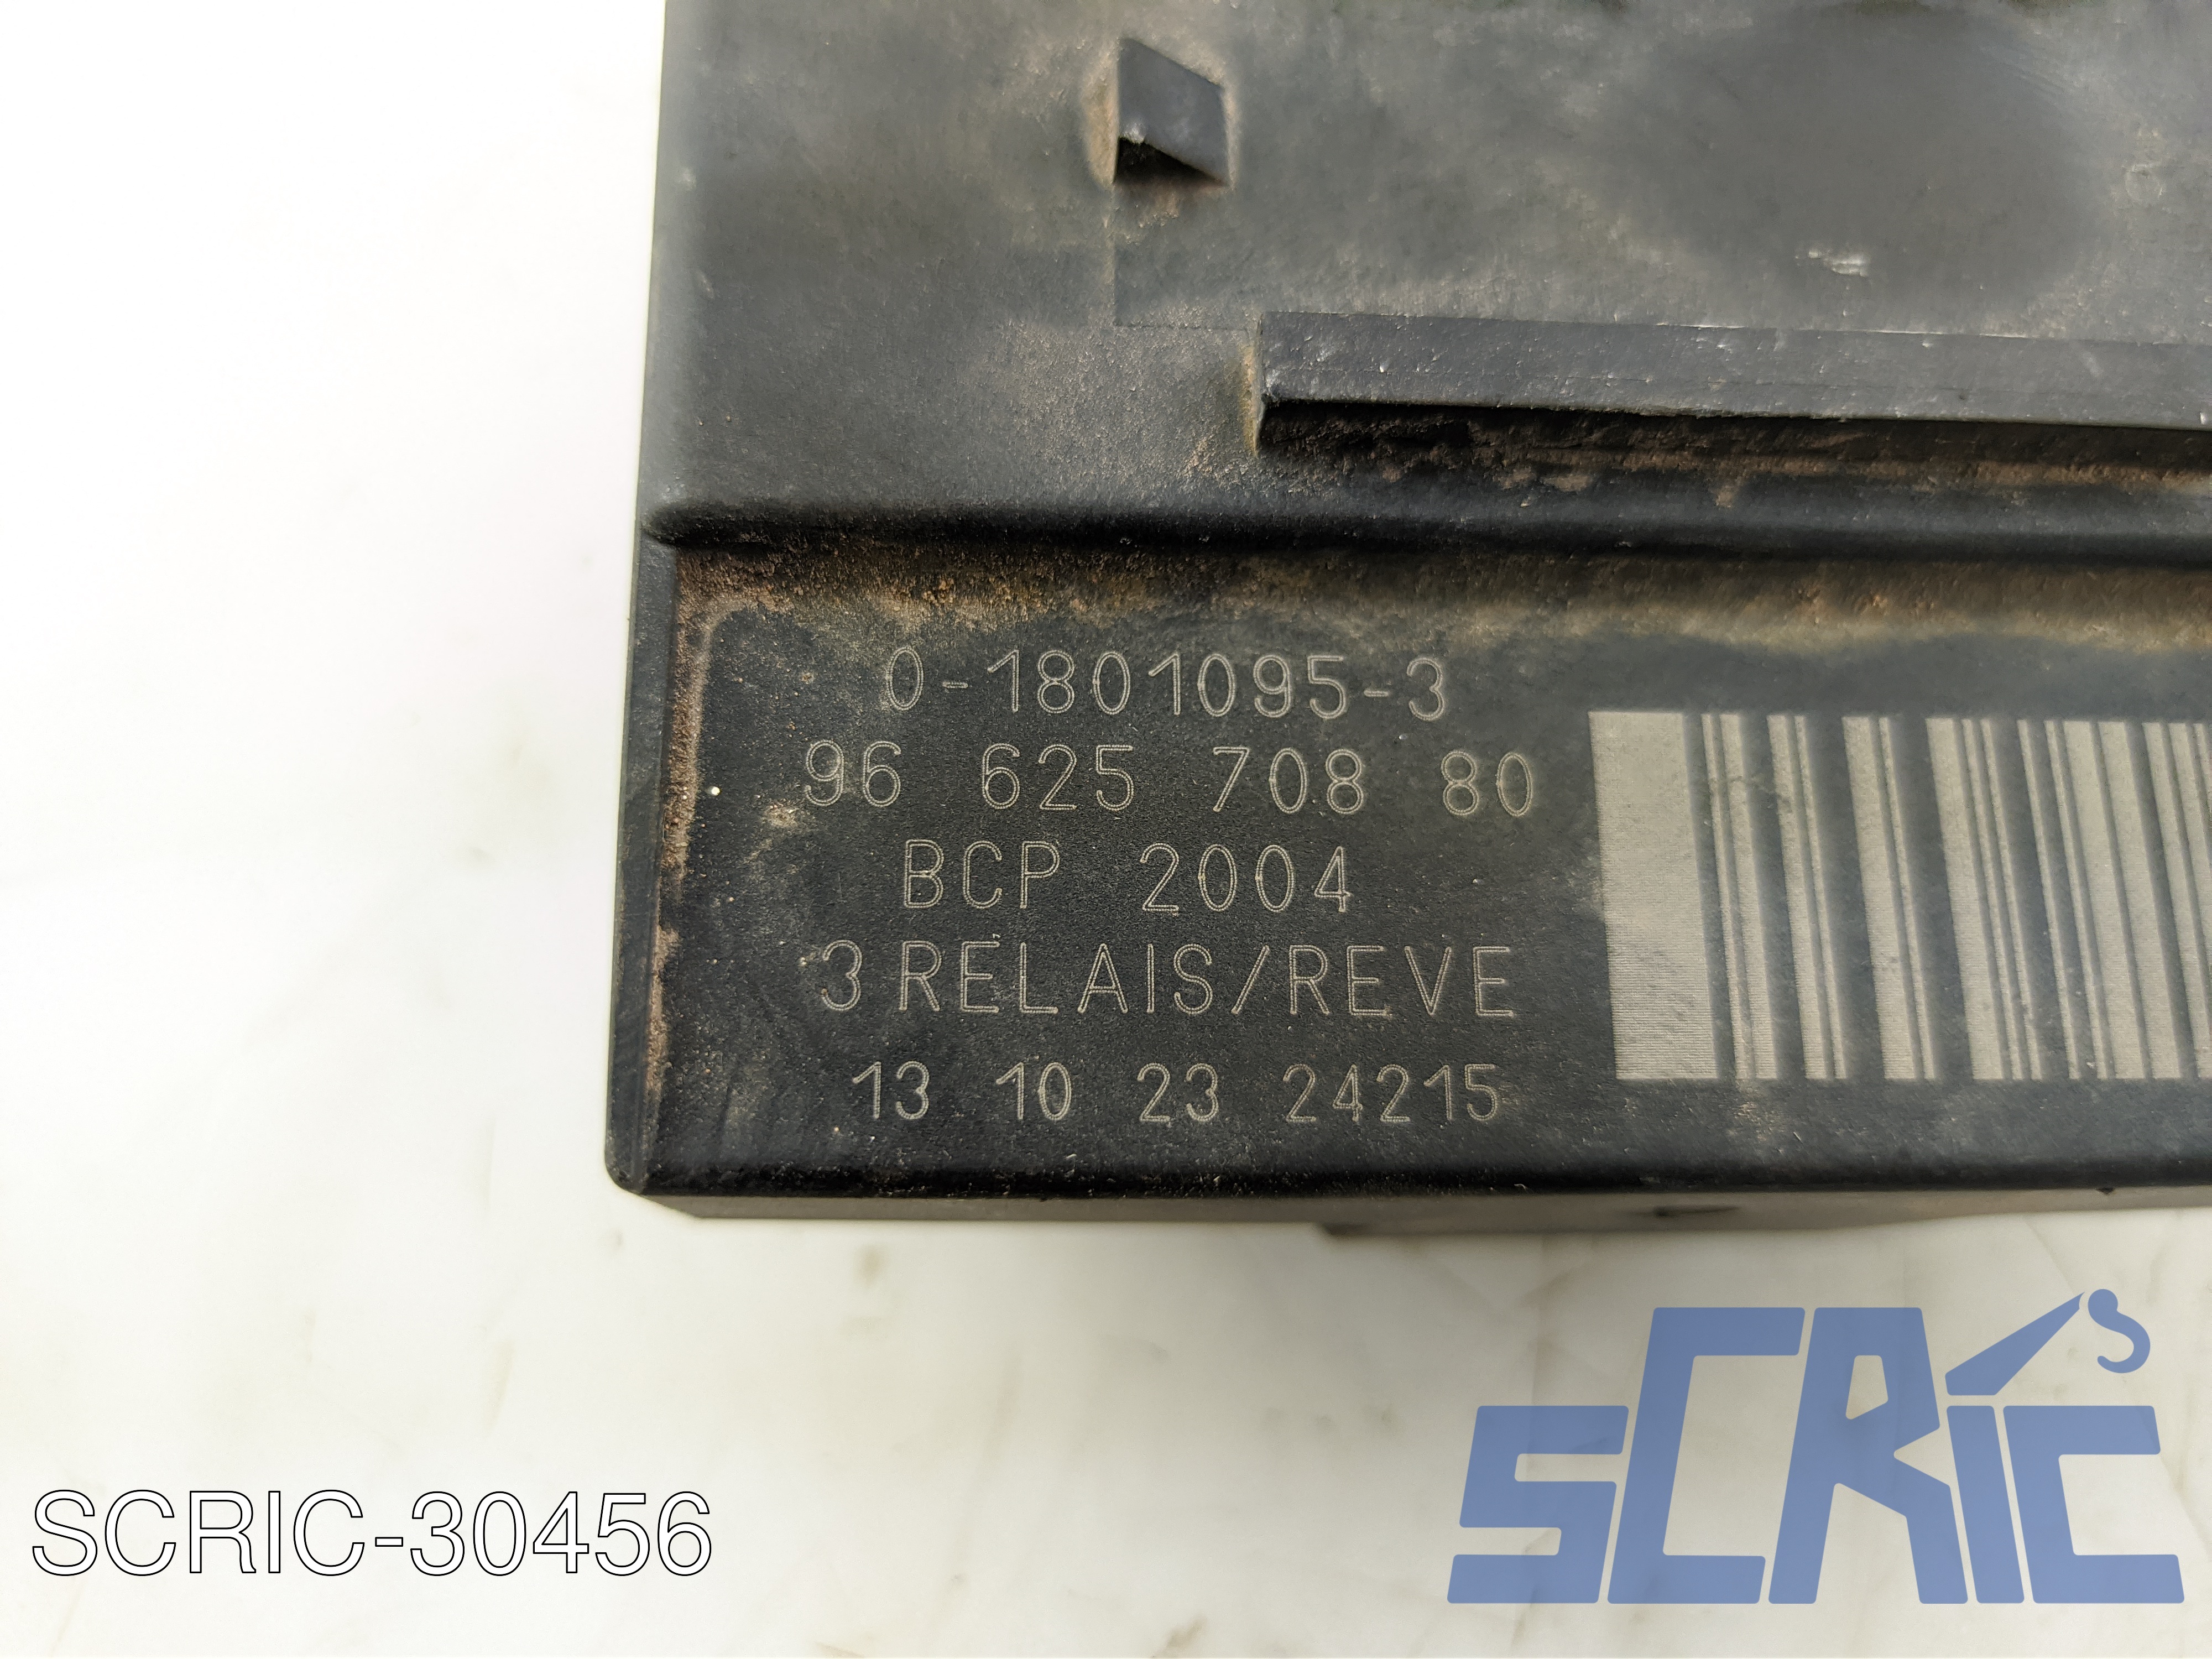 0-1801095-3
96 625 708 80
BCP 2004
3 RELAIS/REVE
13 10 23 24215
SCRIC
SCRIC-30456